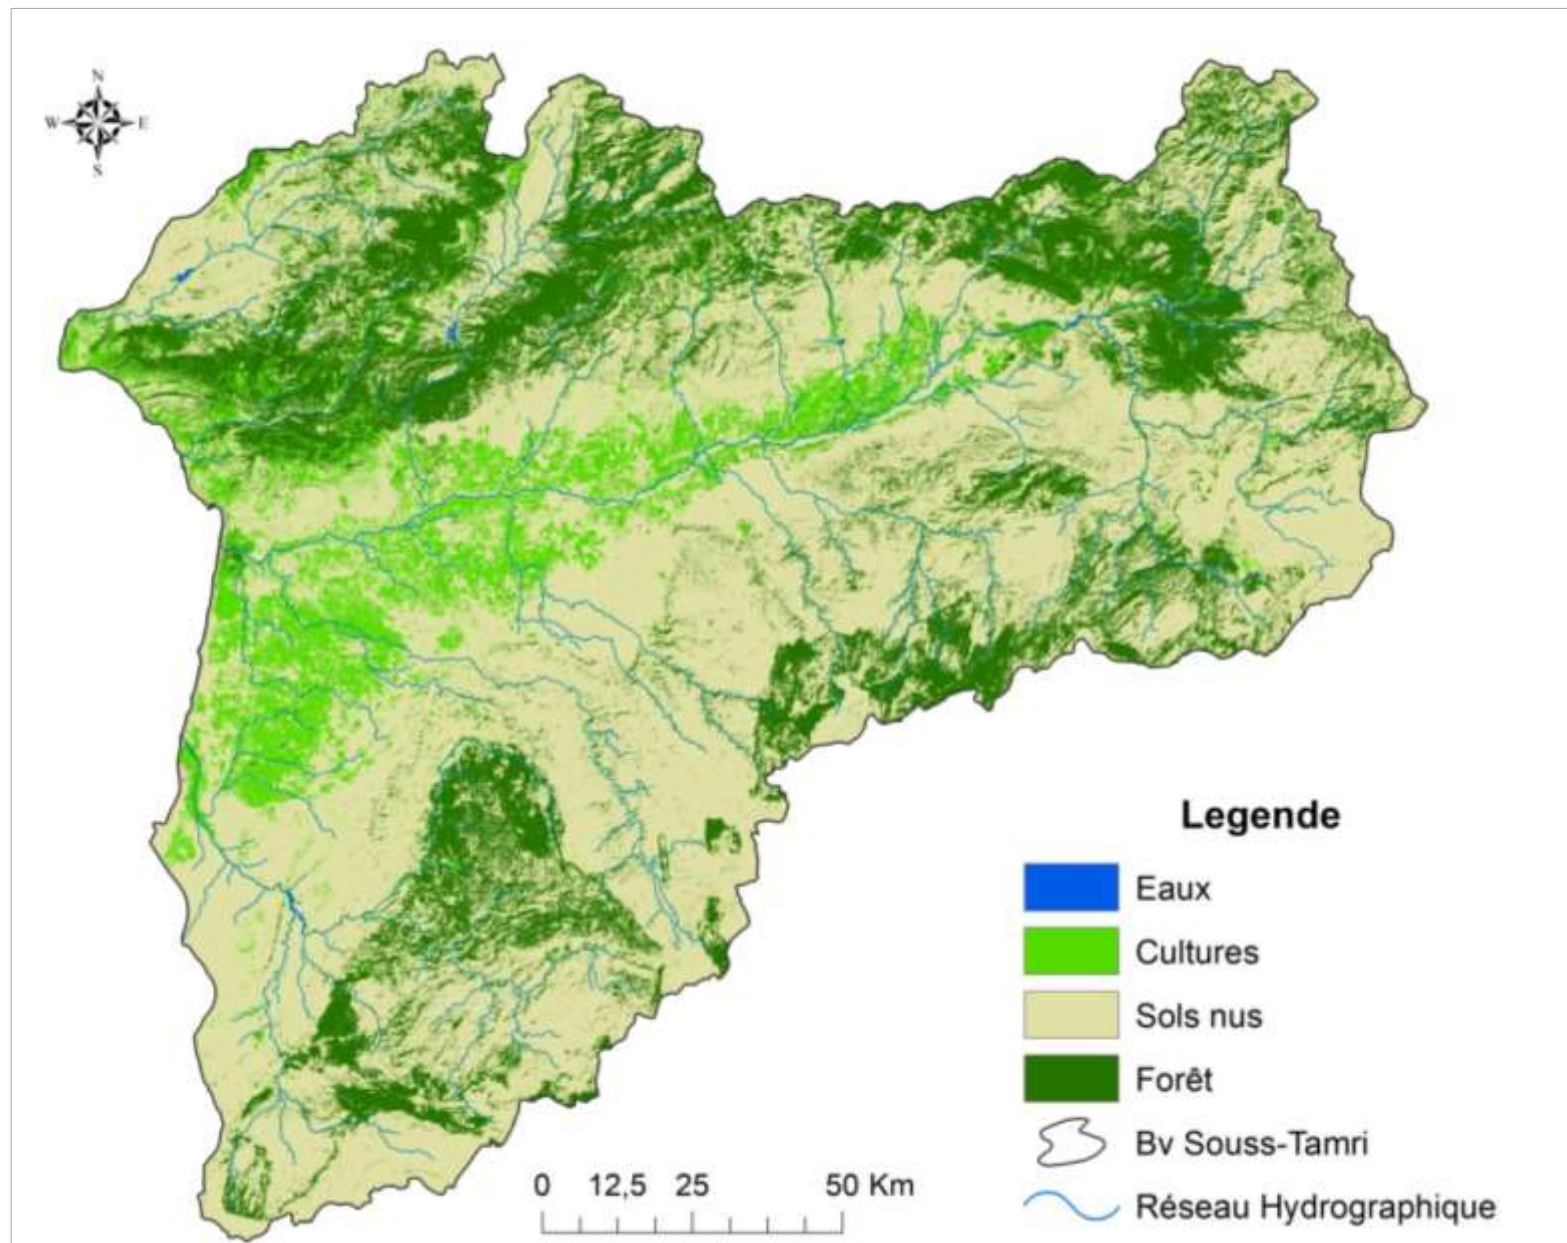 N
W E
S
Legende
Eaux
Cultures
Sols nus
Forêt
Bv Souss-Tamri
Réseau Hydrographique
0 12,5 25 50 Km